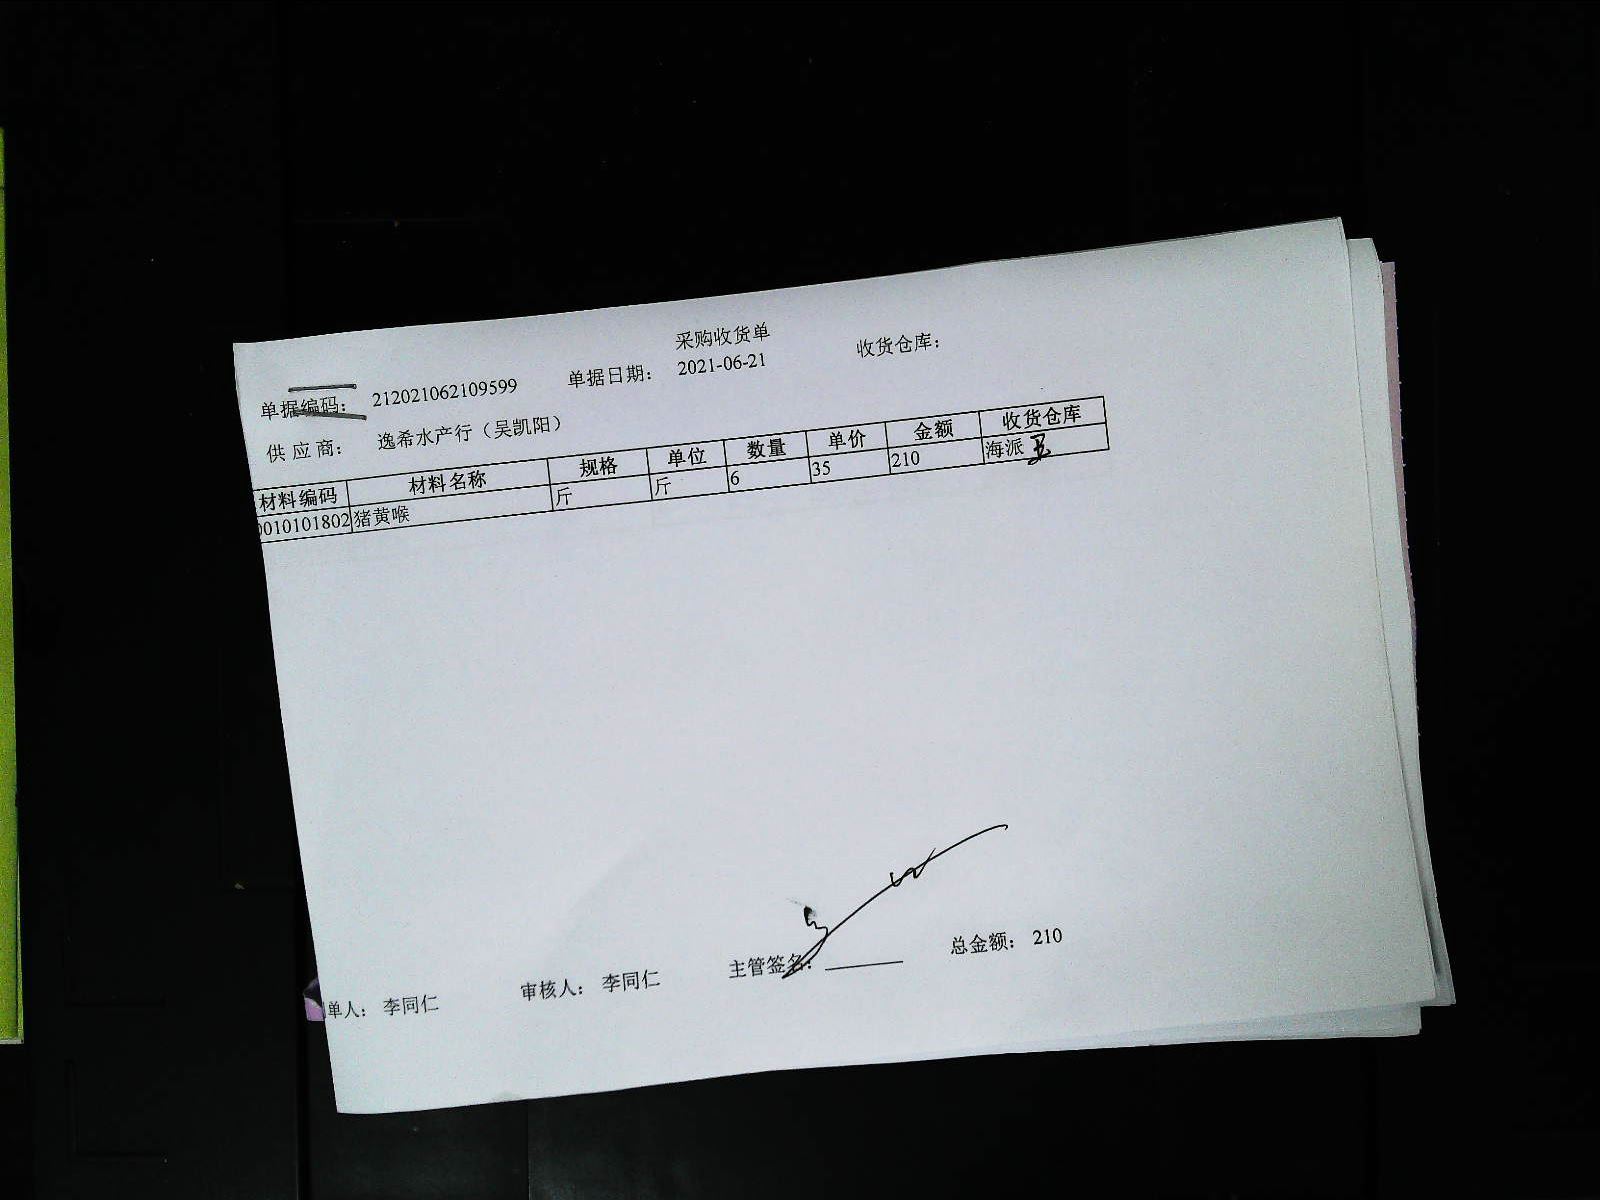 采购收货单
单据编码： 212021062109599 单据日期： 2021-06-21 收货仓库：
供应商： 逸希水产行（吴凯阳）
材料编码 材料名称 规格 单位 数量 单价 金额 收货仓库
0010101802 猪黄喉 斤 斤 6 35 210 海派
单人： 李同仁 审核人： 李同仁 主管签名： 总金额： 210